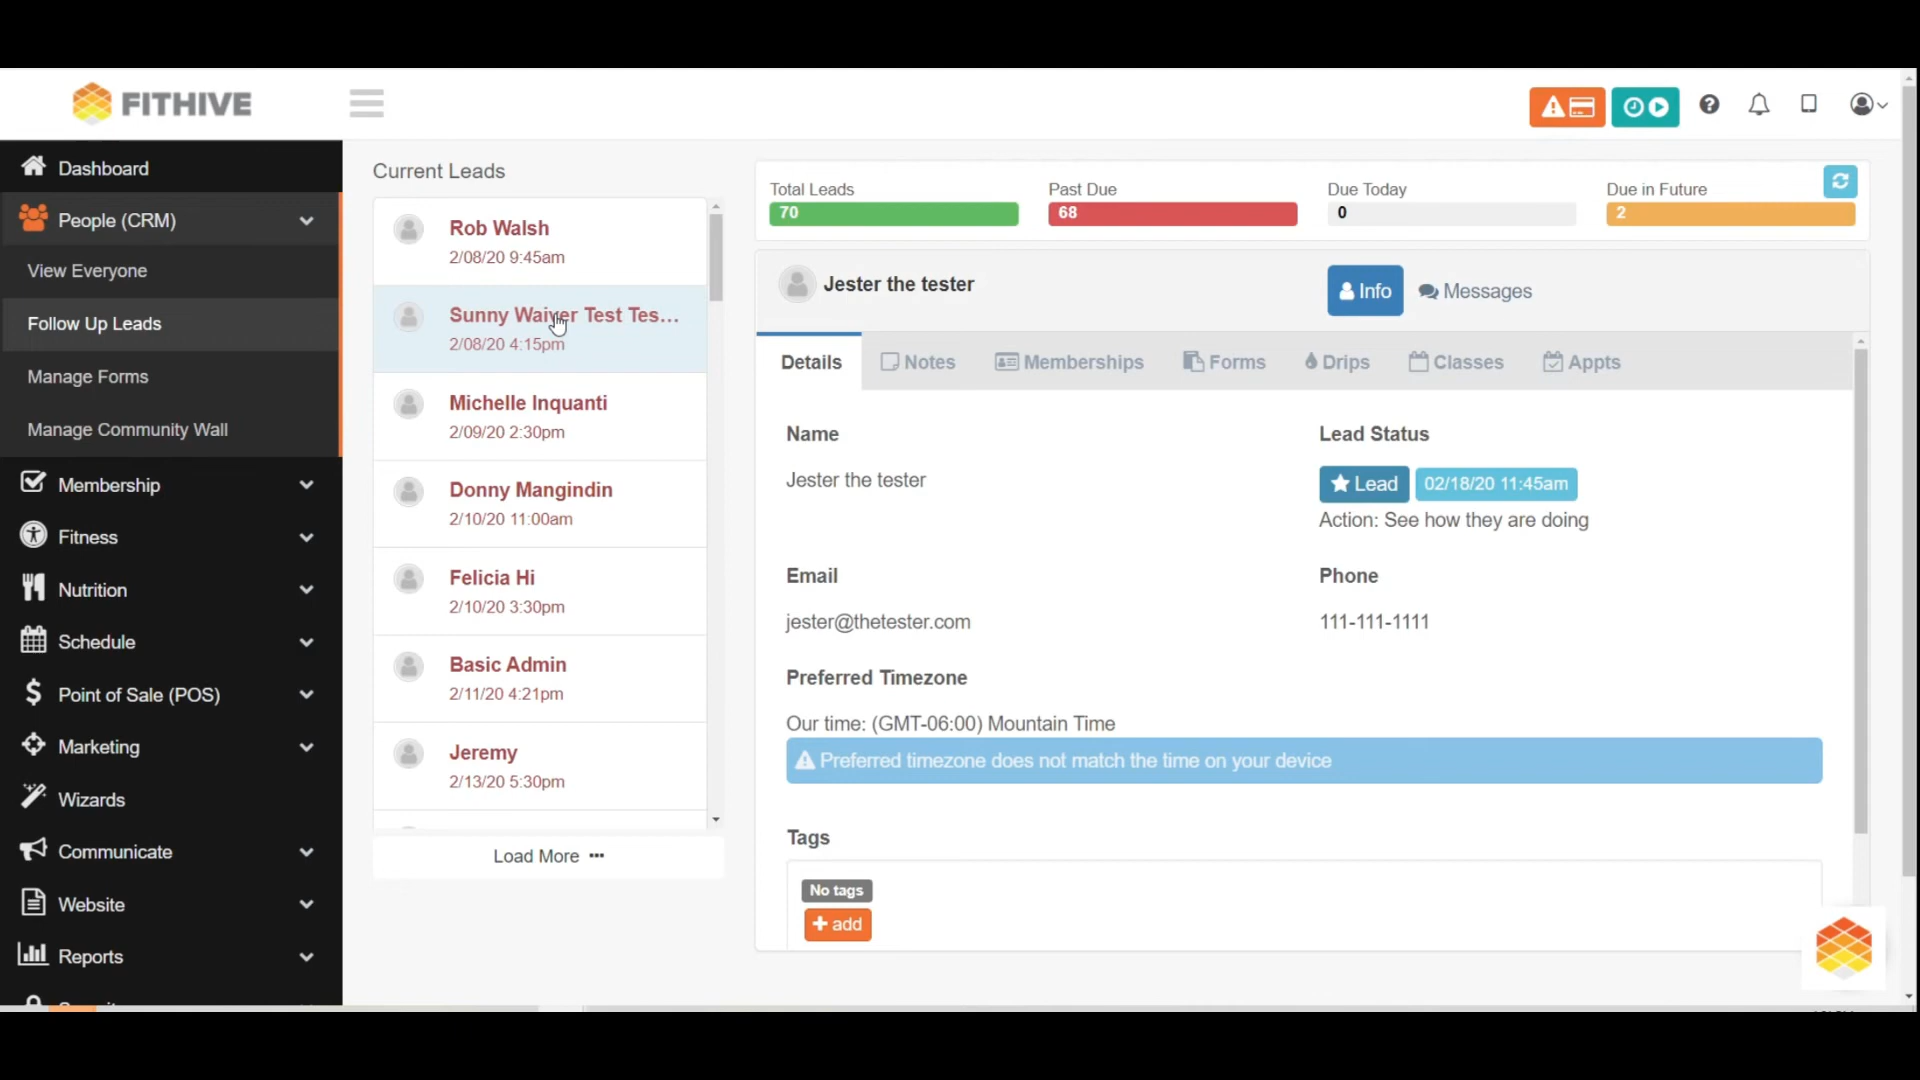 FITHIVE
Dashboard
People (CRM)
View Everyone
Follow Up Leads
Manage Forms
Manage Community Wall
Membership
Fitness
Nutrition
Schedule
Point of Sale (POS)
Marketing
Wizards
Communicate
Website
Reports
Current Leads
Rob Walsh
2/08/20 9:45am
Sunny Waiver Test Tes...
2/08/20 4:15pm
Michelle Inquanti
2/09/20 2:30pm
Donny Mangindin
2/10/20 11:00am
Felicia Hi
2/10/20 3:30pm
Basic Admin
2/11/20 4:21pm
Jeremy
2/13/20 5:30pm
Load More ...
Total Leads
70
Past Due
68
Due Today
0
Due in Future
2
Jester the tester
Info
Messages
Details
Notes
Memberships
Forms
Drips
Classes
Appts
Name
Jester the tester
Lead Status
Lead
02/18/20 11:45am
Action: See how they are doing
Email
jester@thetester.com
Phone
111-111-1111
Preferred Timezone
Our time: (GMT-06:00) Mountain Time
Preferred timezone does not match the time on your device
Tags
No tags
+ add